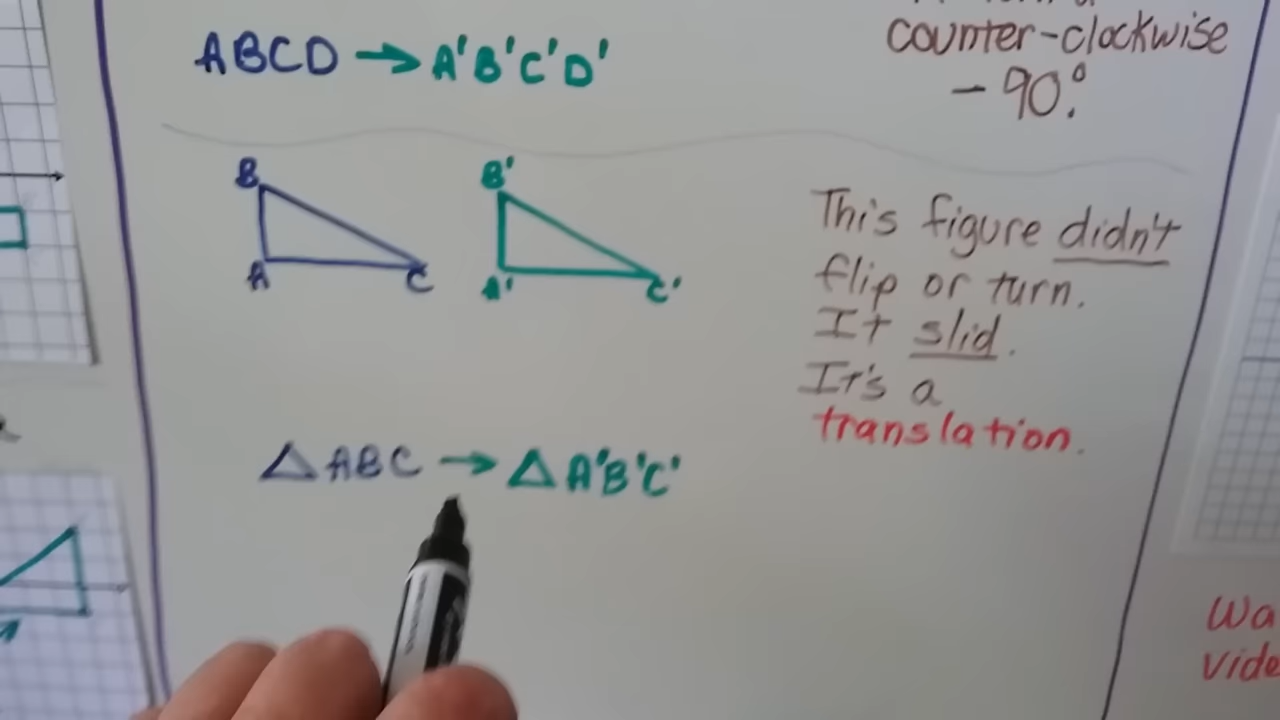 counter-clockwise
-90°.
ABCD → A'B'C'D'
B
A
C
B'
A'
C'
This figure didn't
flip or turn.
It slid.
It's a
translation.
△ABC → △A'B'C'